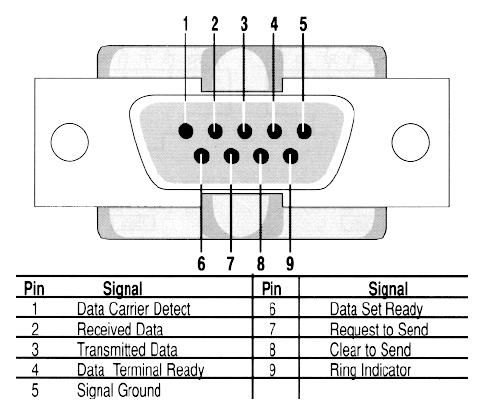 1 2 3 4 5
6 7 8 9
Pin Signal Pin Signal
1 Data Carrier Detect 6 Data Set Ready
2 Received Data 7 Request to Send
3 Transmitted Data 8 Clear to Send
4 Data Terminal Ready 9 Ring Indicator
5 Signal Ground